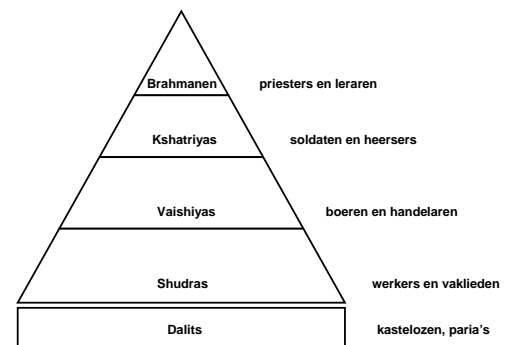 Brahmanen priesters en leraren
Kshatriyas soldaten en heersers
Vaishiyas boeren en handelaren
Shudras werkers en vaklieden
Dalits kastelozen, paria's